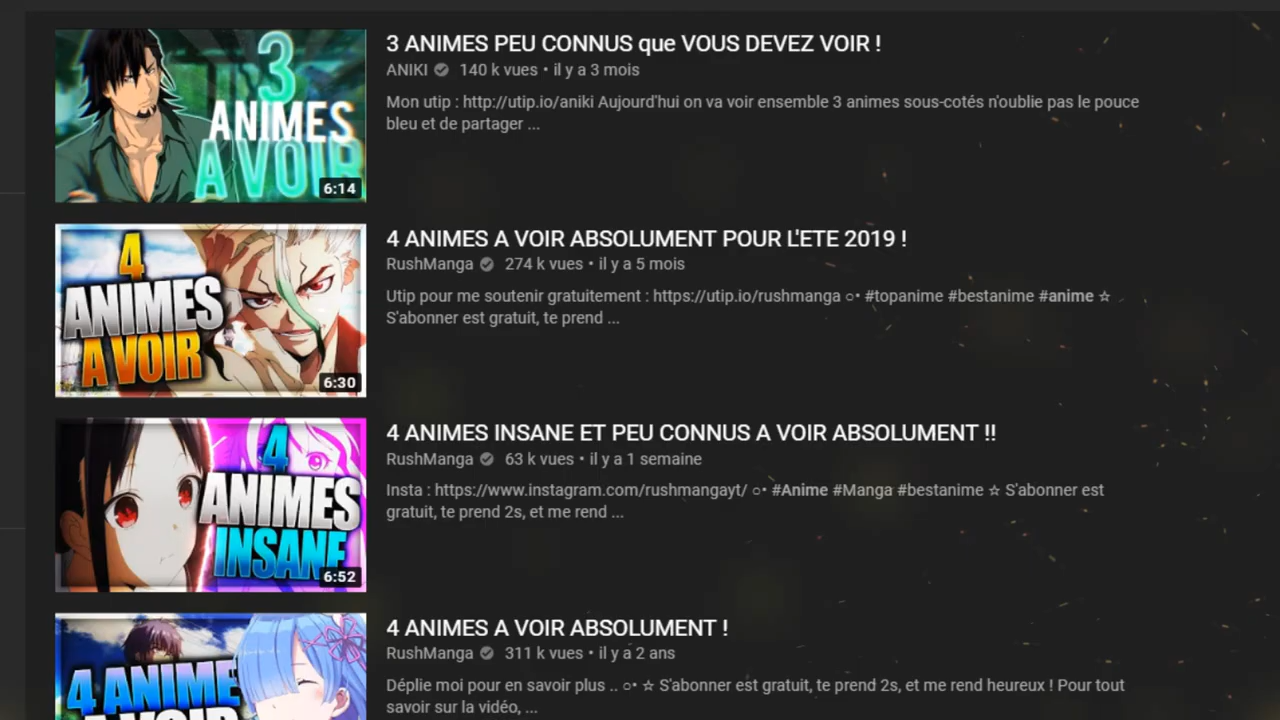 3
ANIMES
A VOIR
6:14
3 ANIMES PEU CONNUS que VOUS DEVEZ VOIR !
ANIKI 140 k vues • il y a 3 mois
Mon utip : http://utip.io/aniki Aujourd'hui on va voir ensemble 3 animes sous-cotés n'oublie pas le pouce
bleu et de partager ...
4
ANIMES
A VOIR
6:30
4 ANIMES A VOIR ABSOLUMENT POUR L'ETE 2019 !
RushManga 274 k vues • il y a 5 mois
Utip pour me soutenir gratuitement : https://utip.io/rushmanga ○• #topanime #bestanime #anime ☆
S'abonner est gratuit, te prend ...
4
ANIMES
INSANE
6:52
4 ANIMES INSANE ET PEU CONNUS A VOIR ABSOLUMENT !!
RushManga 63 k vues • il y a 1 semaine
Insta : https://www.instagram.com/rushmangayt/ ○• #Anime #Manga #bestanime ☆ S'abonner est
gratuit, te prend 2s, et me rend ...
4 ANIME
A VOIR
4 ANIMES A VOIR ABSOLUMENT !
RushManga 311 k vues • il y a 2 ans
Déplie moi pour en savoir plus .. ○• ☆ S'abonner est gratuit, te prend 2s, et me rend heureux ! Pour tout
savoir sur la vidéo, ...